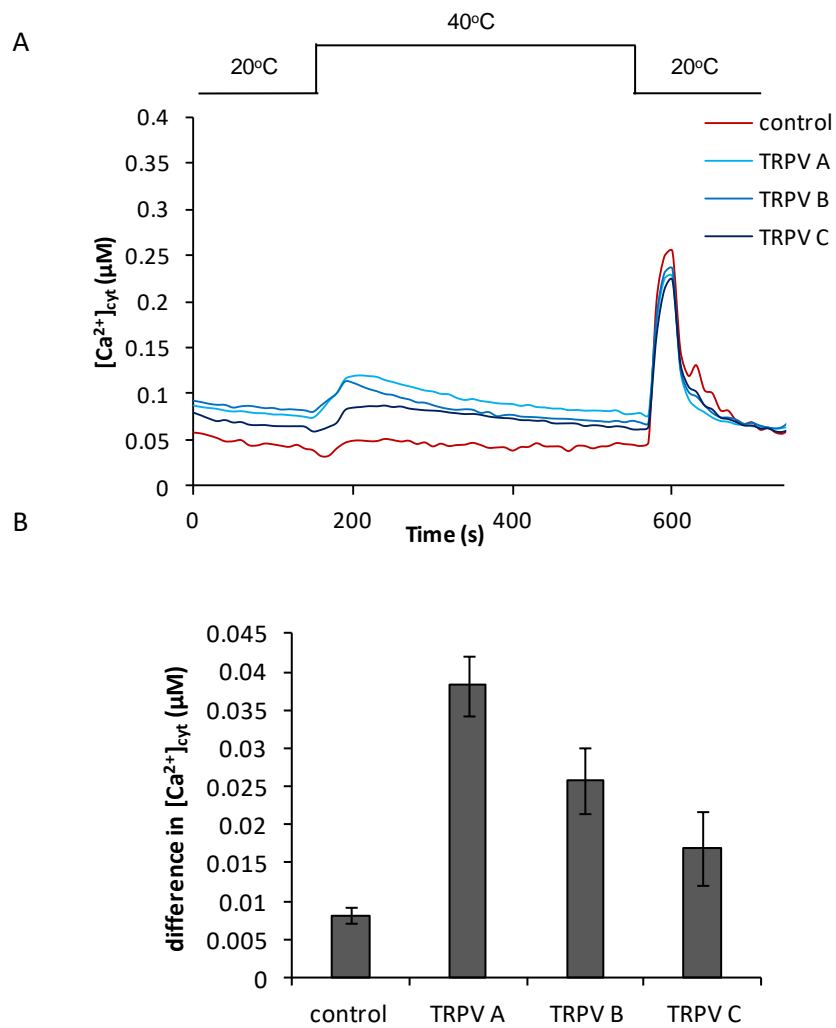 A
40°C
20°C
20°C
0.4
0.35
0.3
0.25
0.2
0.15
0.1
0.05
0
[Ca²⁺]cyt (µM)
control
TRPV A
TRPV B
TRPV C
0
200
400
600
Time (s)
B
0.045
0.04
0.035
0.03
0.025
0.02
0.015
0.01
0.005
0
difference in [Ca²⁺]cyt (µM)
control
TRPV A
TRPV B
TRPV C